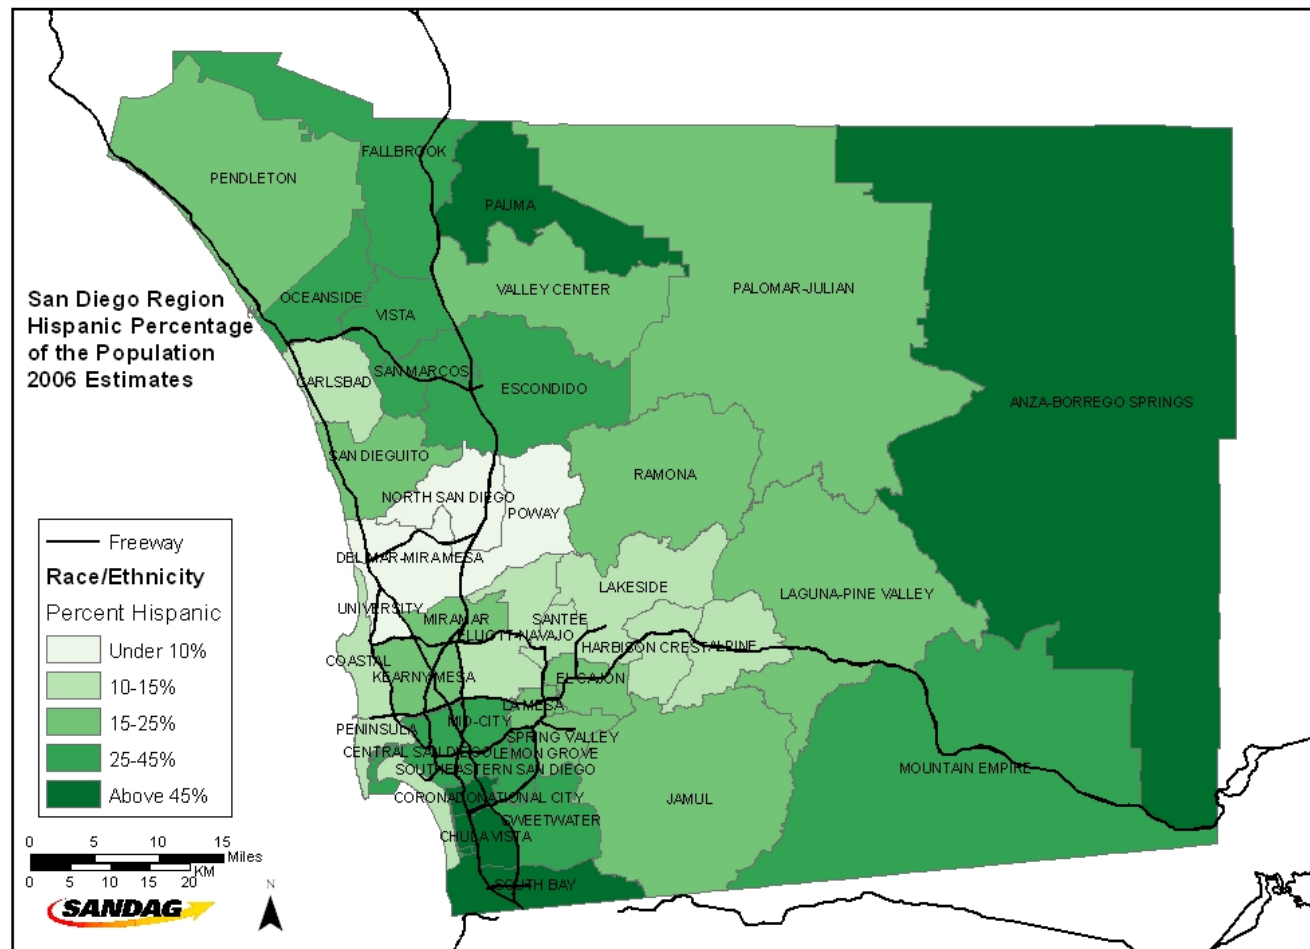 FALLBROOK
PENDLETON
PAUMA
VALLEY CENTER
PALOMAR-JULIAN
OCEANSIDE
VISTA
San Diego Region
Hispanic Percentage
of the Population
2006 Estimates
CARLSBAD
SAN MARCOS
ESCONDIDO
ANZA-BORREGO SPRINGS
SAN DIEGUITO
RAMONA
NORTH SAN DIEGO
POWAY
DEL MAR-MIRA MESA
LAKESIDE
LAGUNA-PINE VALLEY
UNIVERSITY
MIRAMAR
SANTEE
ELLIOTT-NAVAJO
HARBISON CREST
ALPINE
COASTAL
KEARNY MESA
EL CAJON
LA MESA
MID-CITY
PENINSULA
SPRING VALLEY
CENTRAL SAN DIEGO
LEMON GROVE
SOUTHEASTERN SAN DIEGO
MOUNTAIN EMPIRE
CORONADO
NATIONAL CITY
JAMUL
SWEETWATER
CHULA VISTA
SOUTH BAY
Freeway
Race/Ethnicity
Percent Hispanic
Under 10%
10-15%
15-25%
25-45%
Above 45%
0 5 10 15
Miles
KM
0 5 10 15 20
N
SANDAG